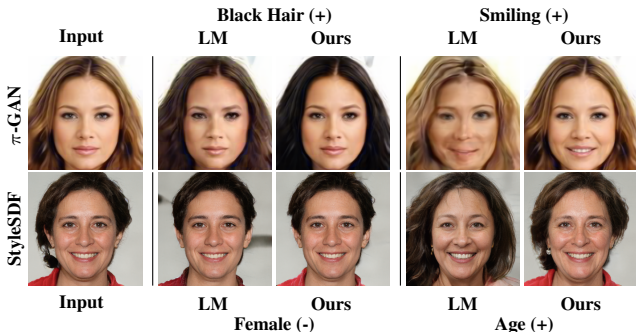 Black Hair (+) Smiling (+)
Input LM Ours LM Ours
π-GAN
StyleSDF
Input LM Ours LM Ours
Female (-) Age (+)